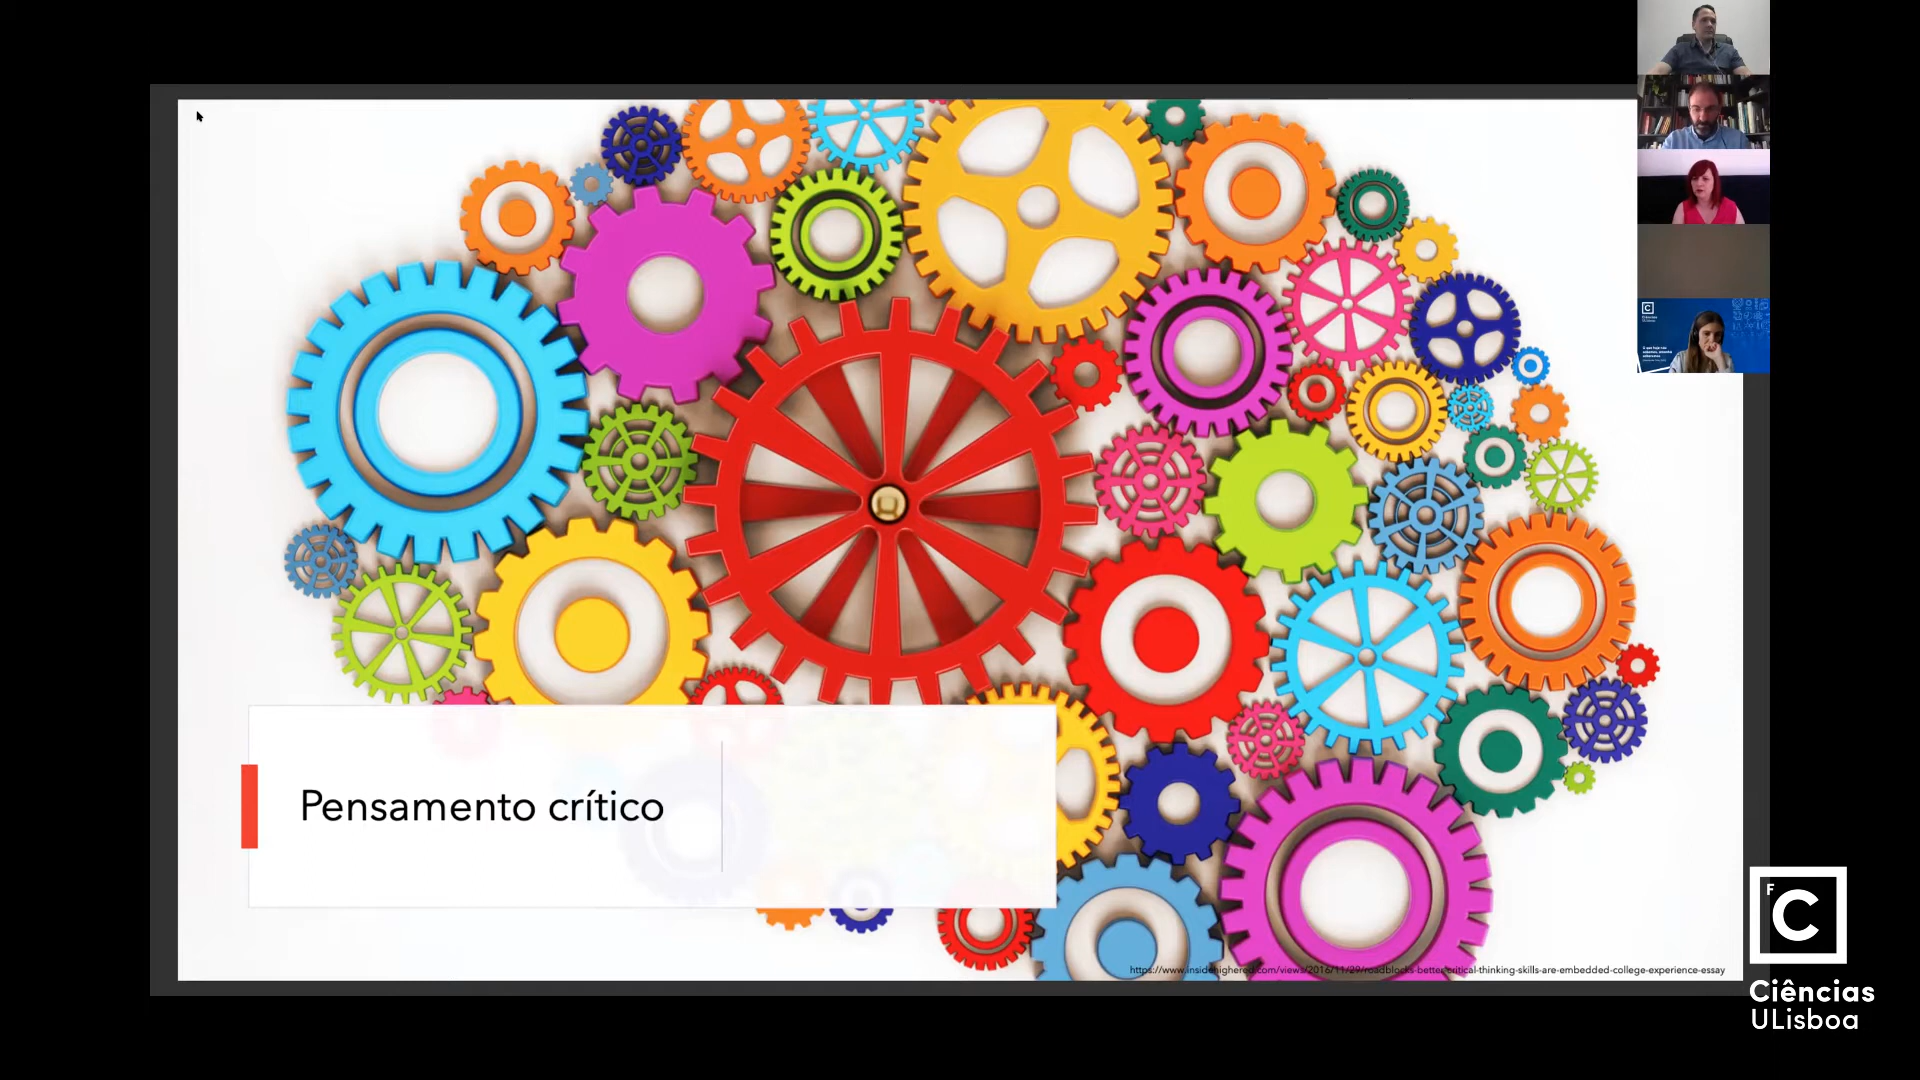 Pensamento crítico
https://www.insidehighered.com/views/2016/11/29/roadblocks-better-critical-thinking-skills-are-embedded-college-experience-essay
F
C
Ciências
ULisboa